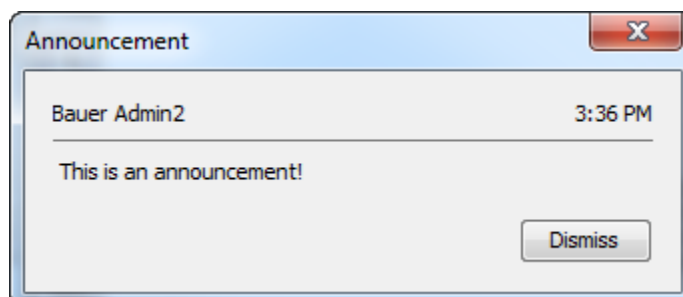 Announcement
Bauer Admin2 3:36 PM
This is an announcement!
Dismiss